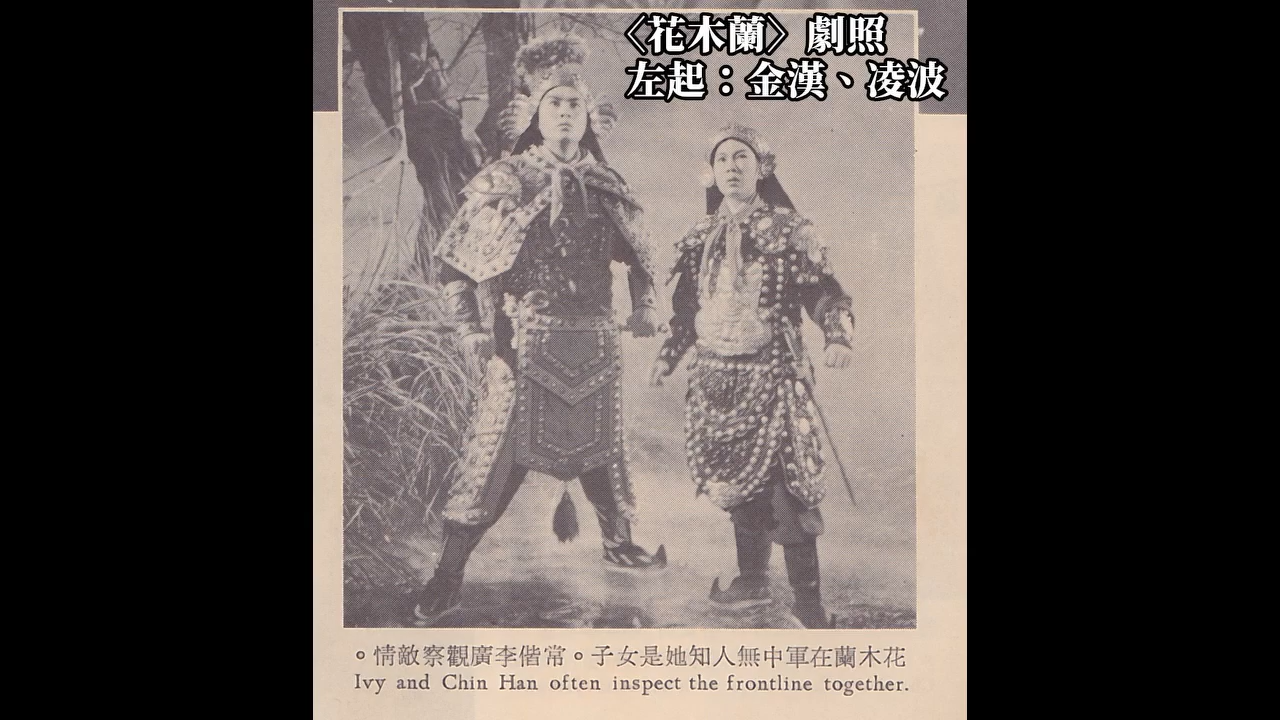 〈花木蘭〉劇照
左起：金漢、凌波
花木蘭在軍中無人知她是女子。常偕李廣觀察敵情。
Ivy and Chin Han often inspect the frontline together.